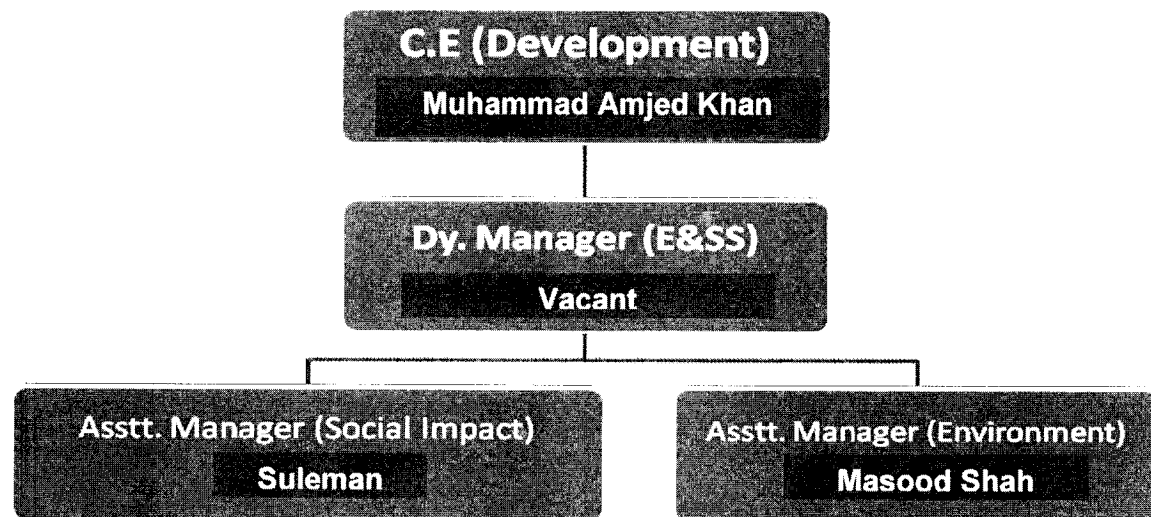 C.E (Development)
Muhammad Amjed Khan
Dy. Manager (E&SS)
Vacant
Asstt. Manager (Social Impact)
Suleman
Asstt. Manager (Environment)
Masood Shah